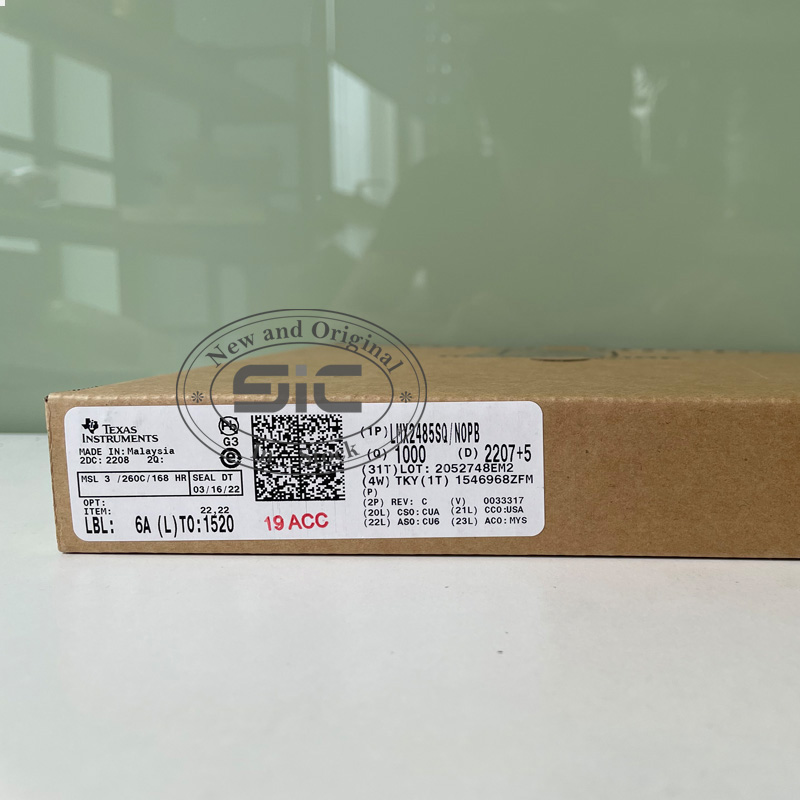 New and Original
SiC
TEXAS
INSTRUMENTS
MADE IN: Malaysia
2DC: 2208 2Q:
MSL 3 /260C/168 HR
SEAL DT
03/16/22
OPT:
ITEM: 22,22
LBL: 6A (L)TO:1520
Pb
G3
19 ACC
(1P)LMX2485SQ/NOPB
(Q) 1000 (D) 2207+5
(31T)LOT: 2052748EM2
(4W) TKY(1T) 1546968ZFM
(P)
(2P) REV: C (V) 0033317
(20L) CSO:CUA (21L) CCO:USA
(22L) ASO:CU6 (23L) ACO:MYS